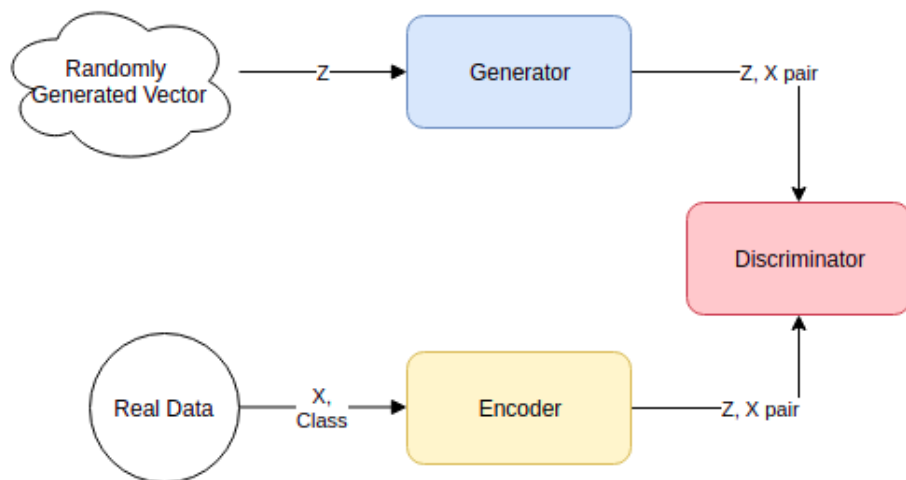 Randomly
Generated Vector
Z
Generator
Z, X pair
Discriminator
Real Data
X,
Class
Encoder
Z, X pair